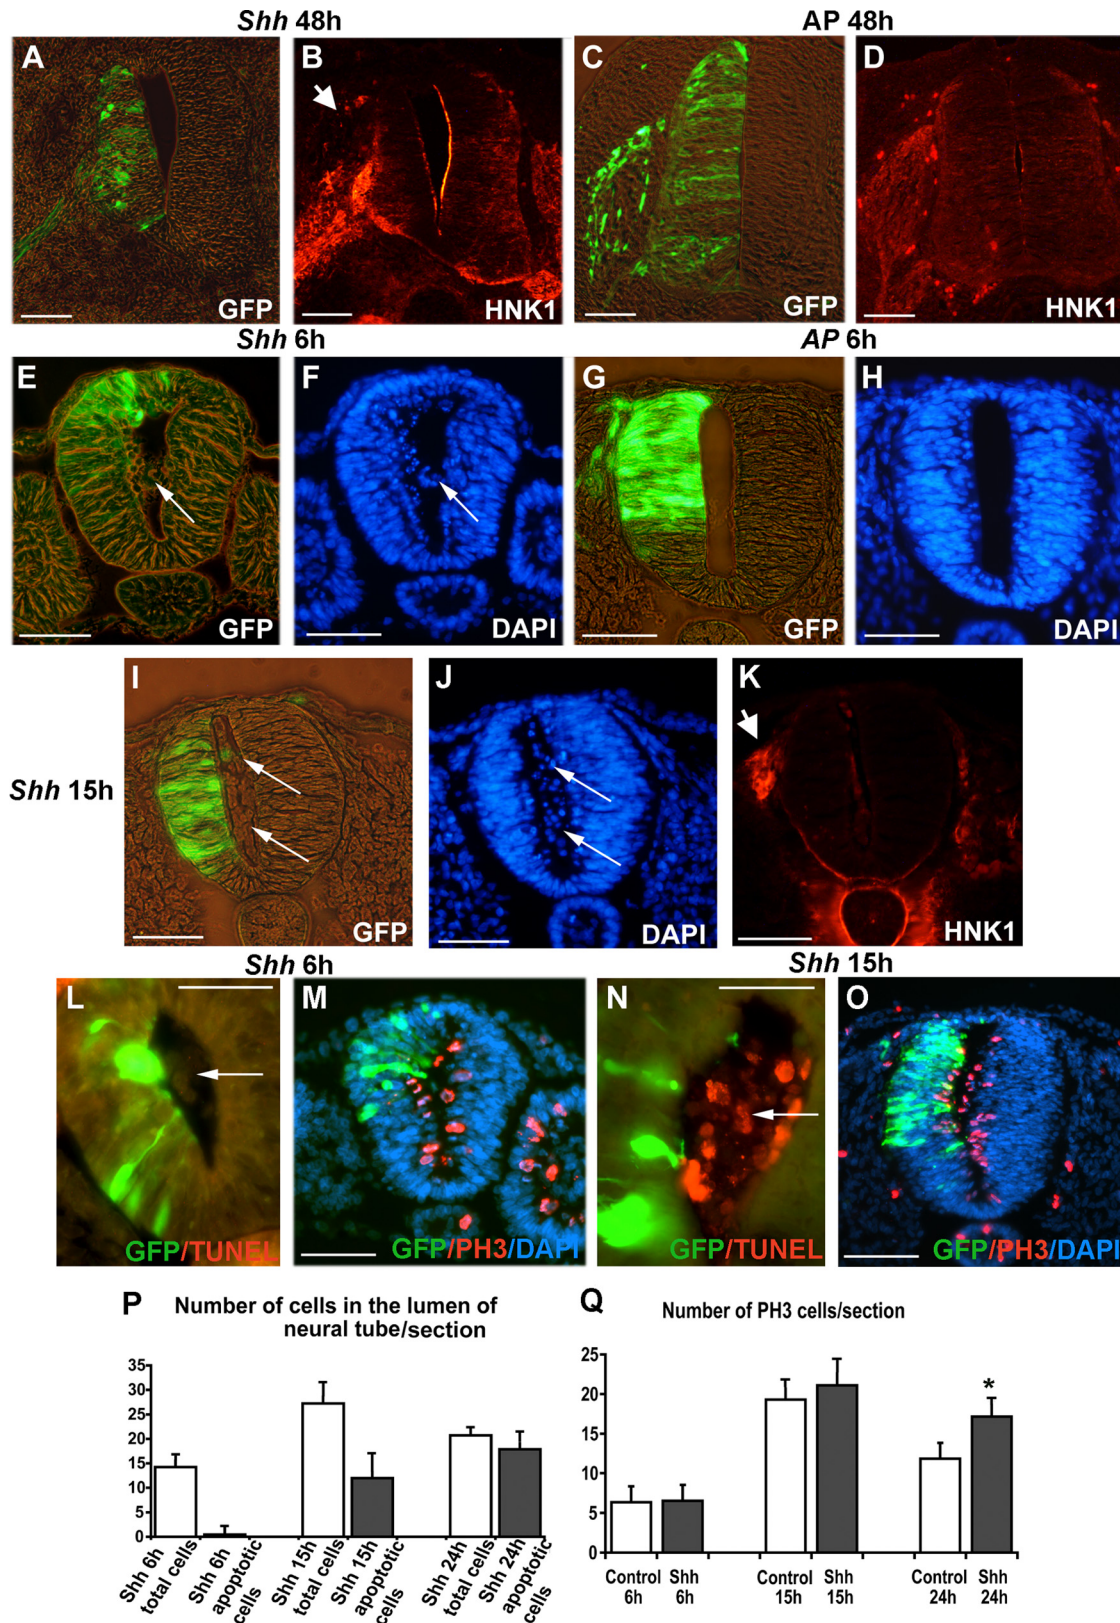 Shh 48h
AP 48h
A
GFP
B
HNK1
C
GFP
D
HNK1
Shh 6h
AP 6h
E
GFP
F
DAPI
G
GFP
H
DAPI
Shh 15h
I
GFP
J
DAPI
K
HNK1
Shh 6h
Shh 15h
L
GFP/TUNEL
M
GFP/PH3/DAPI
N
GFP/TUNEL
O
GFP/PH3/DAPI
P
Number of cells in the lumen of
neural tube/section
35
30
25
20
15
10
5
0
Shh 6h
total cells
Shh 6h
apoptotic
cells
Shh 15h
total cells
Shh 15h
apoptotic
cells
Shh 24h
total cells
Shh 24h
apoptotic
cells
Q
Number of PH3 cells/section
25
20
15
10
5
0
*
Control
6h
Shh
6h
Control
15h
Shh
15h
Control
24h
Shh
24h